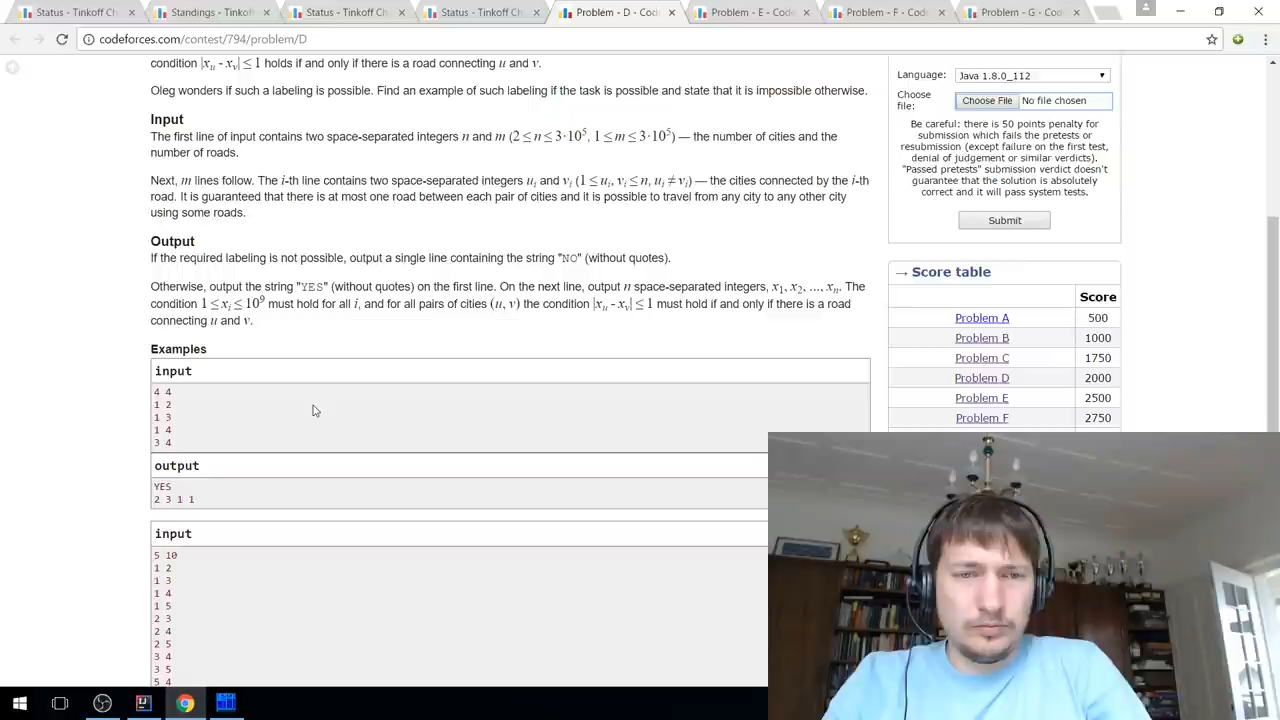 Status - Tinkoff Ch
Standings - Tinkoff Ch
Status - Tinkoff Ch
Status - Tinkoff Ch
Problem - D - Cod
Problem - E - Code
Problem - F - Code
Problem - G - Cod
codeforces.com/contest/794/problem/D
condition |xu - xv| ≤ 1 holds if and only if there is a road connecting u and v.
Oleg wonders if such a labeling is possible. Find an example of such labeling if the task is possible and state that it is impossible otherwise.
Input
The first line of input contains two space-separated integers n and m (2 ≤ n ≤ 3·10^5, 1 ≤ m ≤ 3·10^5) — the number of cities and the
number of roads.
Next, m lines follow. The i-th line contains two space-separated integers ui and vi (1 ≤ ui, vi ≤ n, ui ≠ vi) — the cities connected by the i-th
road. It is guaranteed that there is at most one road between each pair of cities and it is possible to travel from any city to any other city
using some roads.
Output
If the required labeling is not possible, output a single line containing the string "NO" (without quotes).
Otherwise, output the string "YES" (without quotes) on the first line. On the next line, output n space-separated integers, x1, x2, ..., xn. The
condition 1 ≤ xi ≤ 10^9 must hold for all i, and for all pairs of cities (u, v) the condition |xu - xv| ≤ 1 must hold if and only if there is a road
connecting u and v.
Examples
input
4 4
1 2
1 3
1 4
3 4
output
YES
2 3 1 1
input
5 10
1 2
1 3
1 4
1 5
2 3
2 4
2 5
3 4
3 5
5 4
Language: Java 1.8.0_112
Choose
file: Choose File No file chosen
Be careful: there is 50 points penalty for
submission which fails the pretests or
resubmission (except failure on the first test,
denial of judgement or similar verdicts).
"Passed pretests" submission verdict doesn't
guarantee that the solution is absolutely
correct and it will pass system tests.
Submit
→ Score table
Score
Problem A 500
Problem B 1000
Problem C 1750
Problem D 2000
Problem E 2500
Problem F 2750